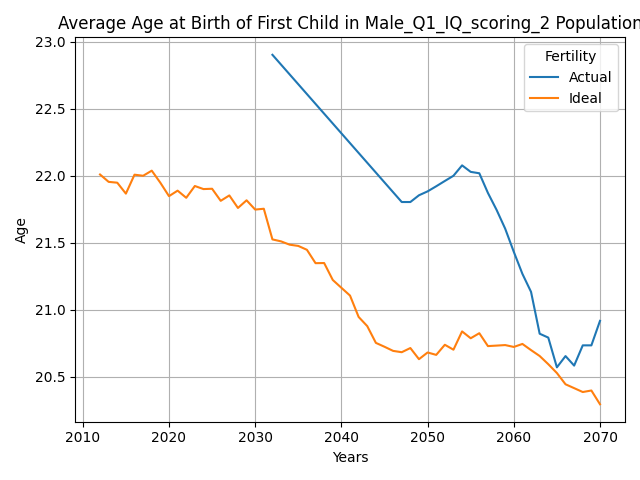 Average Age at Birth of First Child in Male_Q1_IQ_scoring_2 Population
23.0
22.5
22.0
21.5
21.0
20.5
Age
Fertility
Actual
Ideal
2010
2020
2030
2040
2050
2060
2070
Years